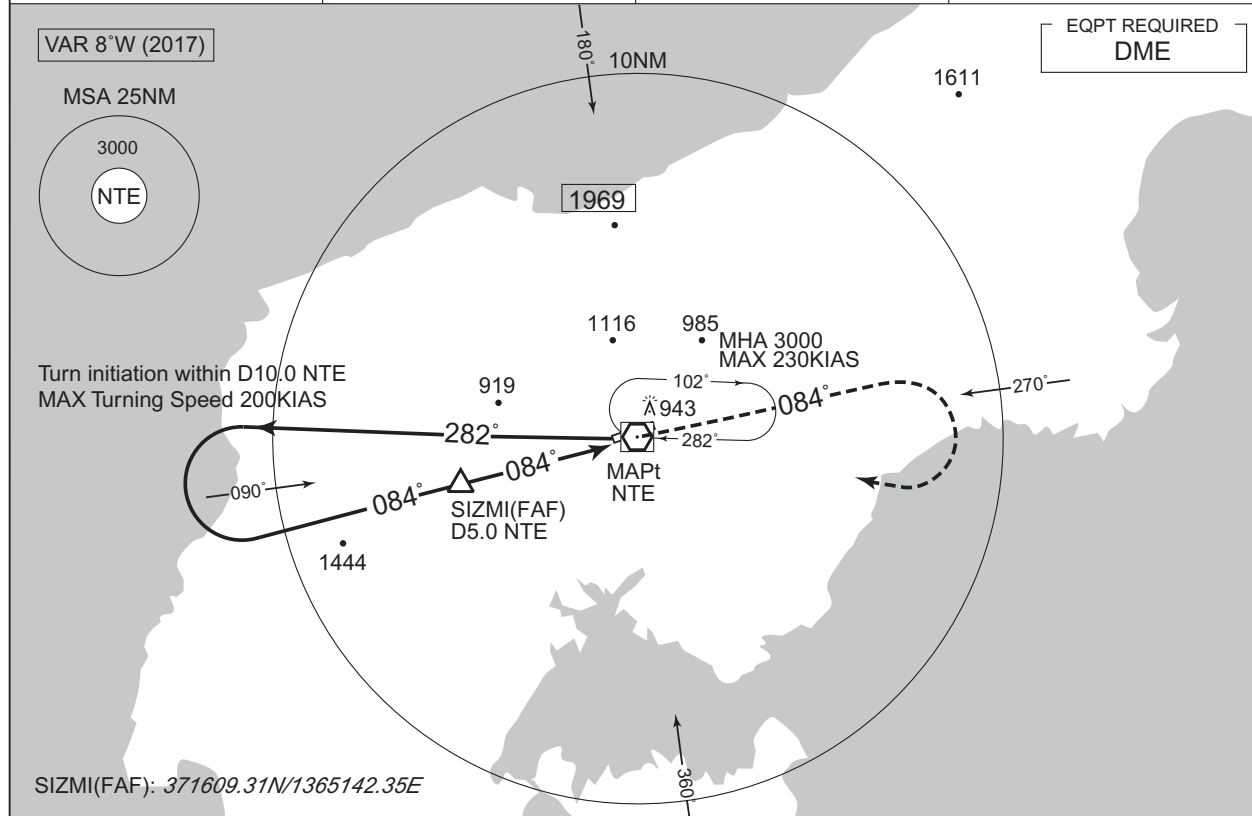 VAR 8˚W (2017)
MSA 25NM
3000
NTE
180˚
10NM
EQPT REQUIRED
DME
1611
1969
1116
985
MHA 3000
MAX 230KIAS
Turn initiation within D10.0 NTE
MAX Turning Speed 200KIAS
919
102˚
943
084˚
270˚
282˚
282˚
MAPt
NTE
084˚
084˚
090˚
SIZMI(FAF)
D5.0 NTE
1444
360˚
SIZMI(FAF): 371609.31N/1365142.35E